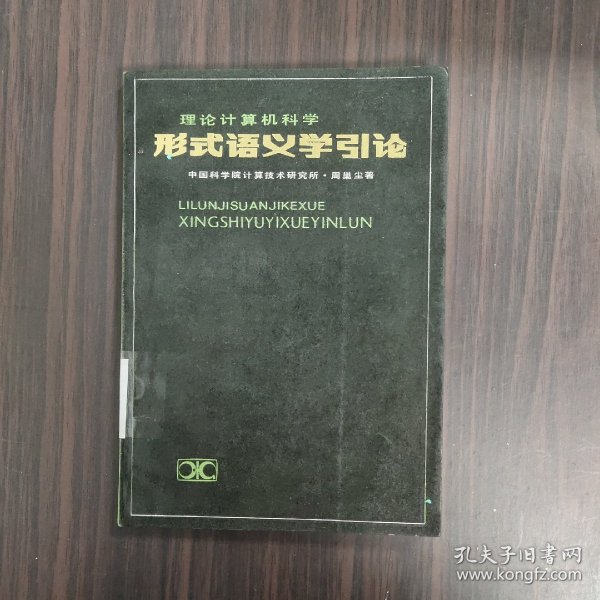 理论计算机科学
形式语义学引论
中国科学院计算技术研究所·周巢尘著
LILUNJISUANJIKEXUE
XINGSHIYUYIXUEYINLUN
孔夫子旧书网
www.kongfz.com